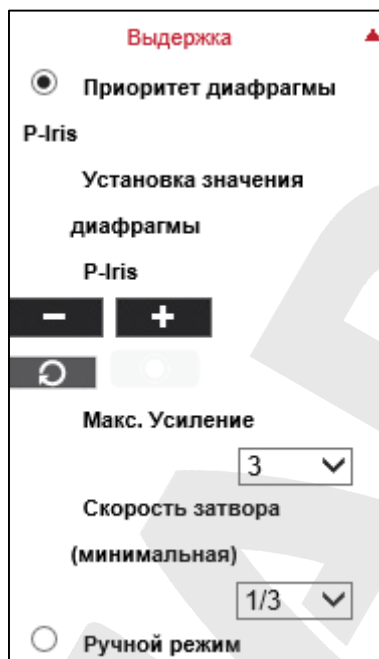 Выдержка
Приоритет диафрагмы
P-Iris
Установка значения
диафрагмы
P-Iris
Макс. Усиление
3
Скорость затвора
(минимальная)
1/3
Ручной режим